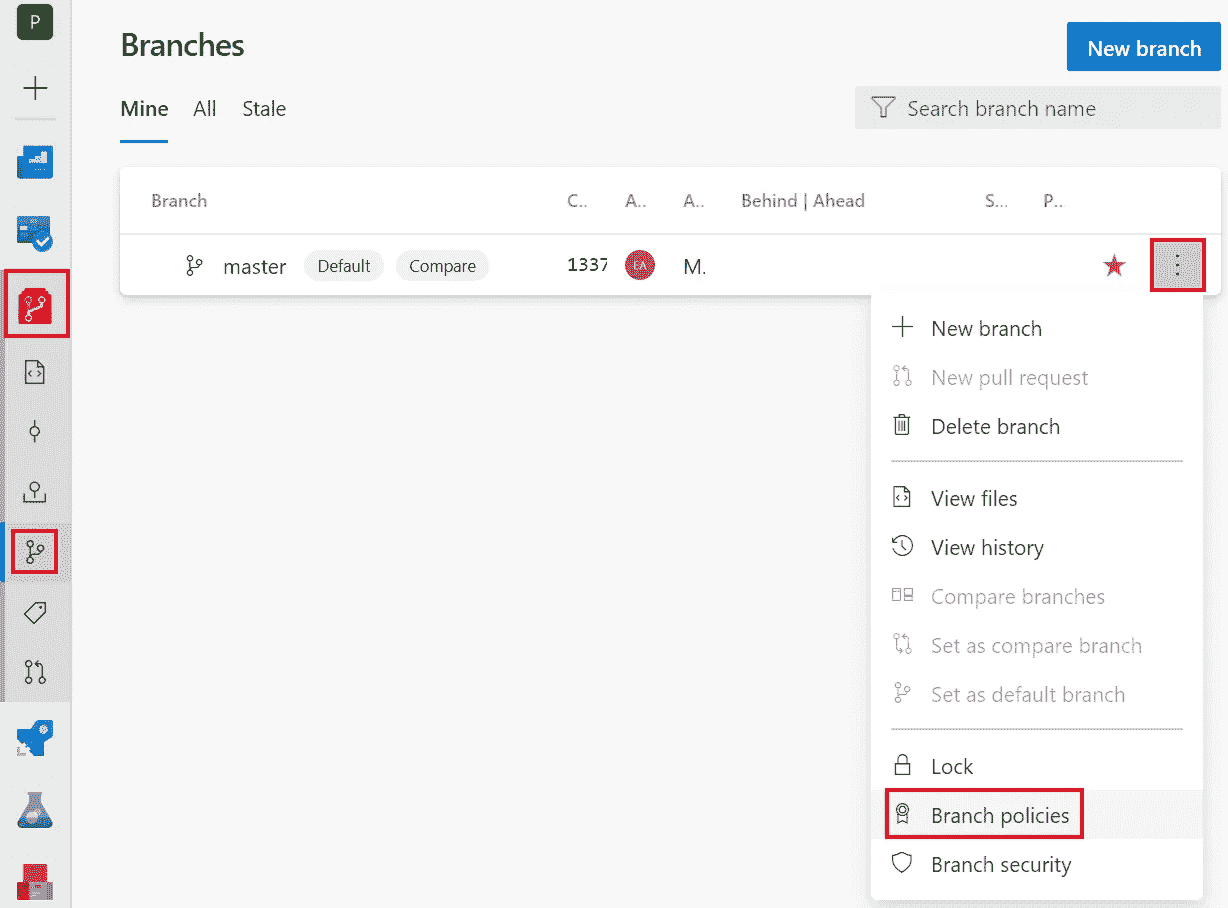 P
Branches
New branch
Mine All Stale
Search branch name
Branch C.. A.. A.. Behind | Ahead S... P...
master Default Compare 1337 M.
New branch
New pull request
Delete branch
View files
View history
Compare branches
Set as compare branch
Set as default branch
Lock
Branch policies
Branch security